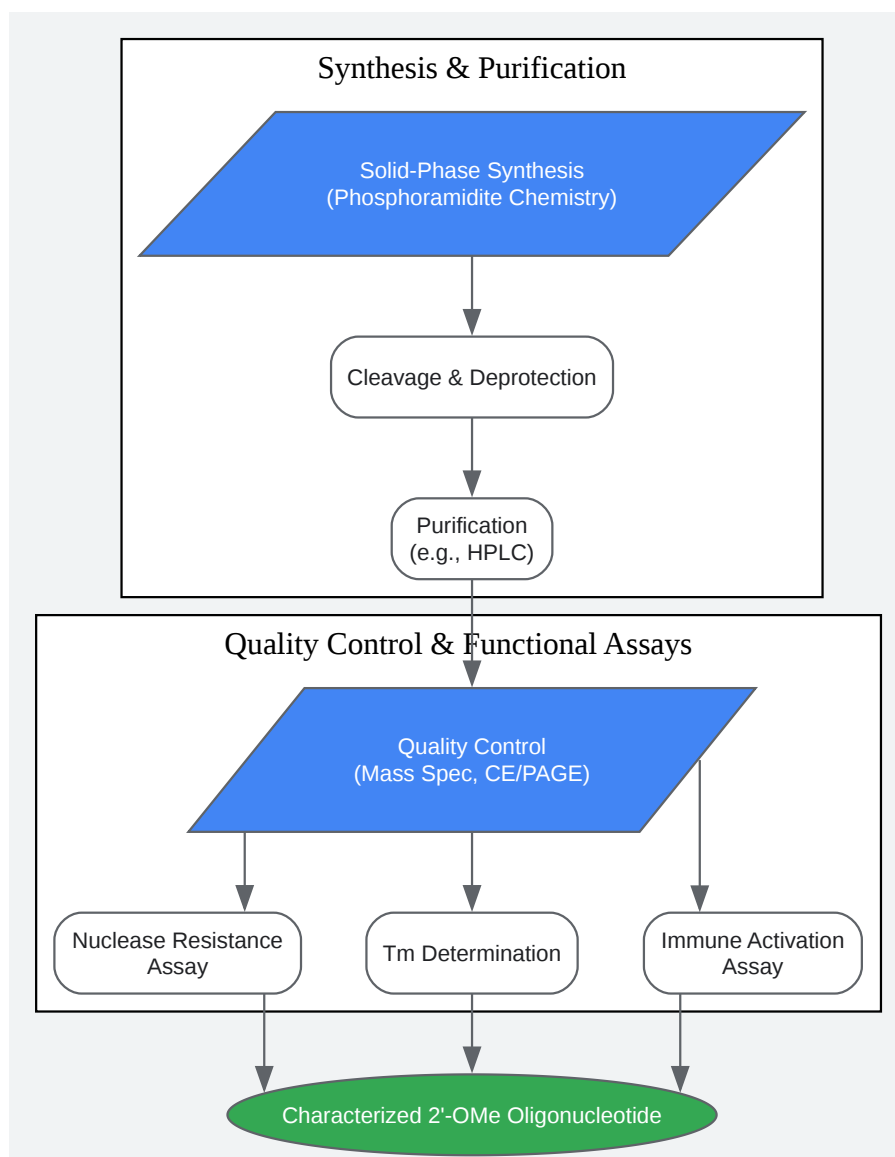 Synthesis & Purification
Solid-Phase Synthesis
(Phosphoramidite Chemistry)
Cleavage & Deprotection
Purification
(e.g., HPLC)
Quality Control & Functional Assays
Quality Control
(Mass Spec, CE/PAGE)
Nuclease Resistance
Assay
Tm Determination
Immune Activation
Assay
Characterized 2'-OMe Oligonucleotide